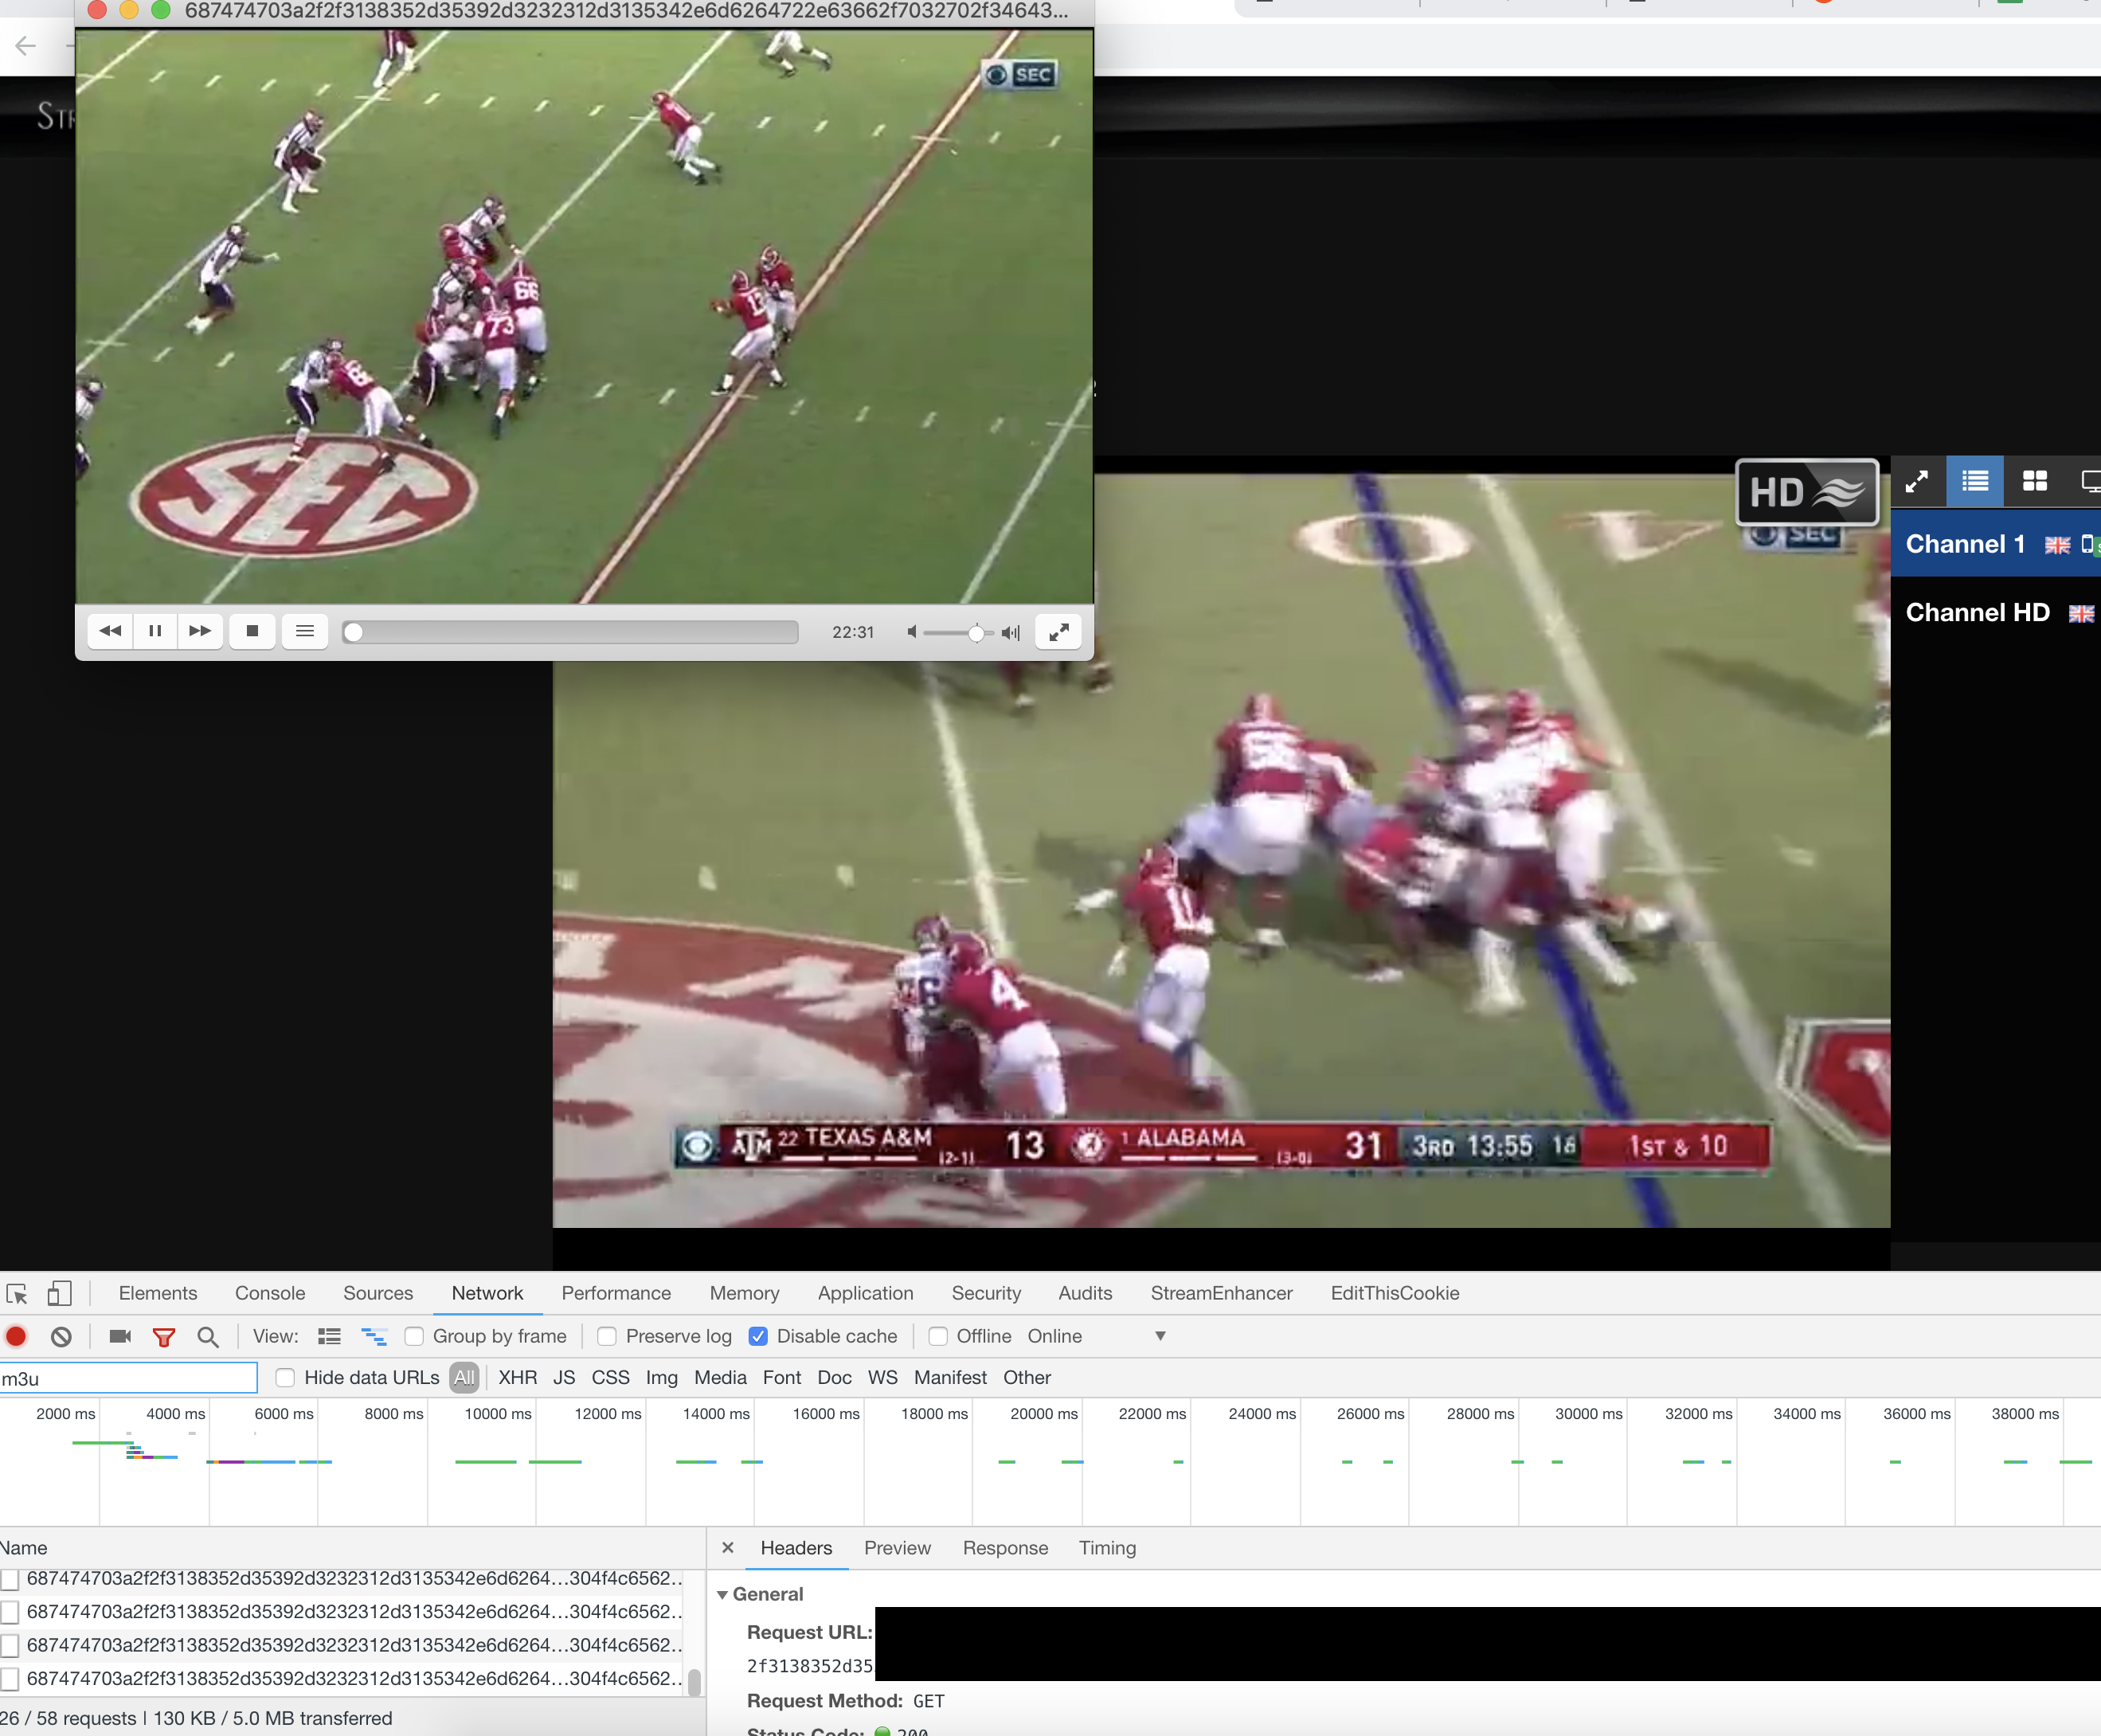 687474703a2f2f3138352d35392d3232312d3135342e6d6264722e63662f7032702f34643...
SEC
66
73
13
SEC
22:31
HD
SEC
Channel 1
Channel HD
4
22 TEXAS A&M (2-1) 13 1 ALABAMA (3-0) 31 3RD 13:55 16 1ST & 10
Elements Console Sources Network Performance Memory Application Security Audits StreamEnhancer EditThisCookie
View: Group by frame Preserve log Disable cache Offline Online
m3u Hide data URLs All XHR JS CSS Img Media Font Doc WS Manifest Other
2000 ms 4000 ms 6000 ms 8000 ms 10000 ms 12000 ms 14000 ms 16000 ms 18000 ms 20000 ms 22000 ms 24000 ms 26000 ms 28000 ms 30000 ms 32000 ms 34000 ms 36000 ms 38000 ms
Name
687474703a2f2f3138352d35392d3232312d3135342e6d6264...304f4c6562..
687474703a2f2f3138352d35392d3232312d3135342e6d6264...304f4c6562..
687474703a2f2f3138352d35392d3232312d3135342e6d6264...304f4c6562..
687474703a2f2f3138352d35392d3232312d3135342e6d6264...304f4c6562..
26 / 58 requests | 130 KB / 5.0 MB transferred
Headers Preview Response Timing
General
Request URL:
2f3138352d35
Request Method: GET
Status Code: 200